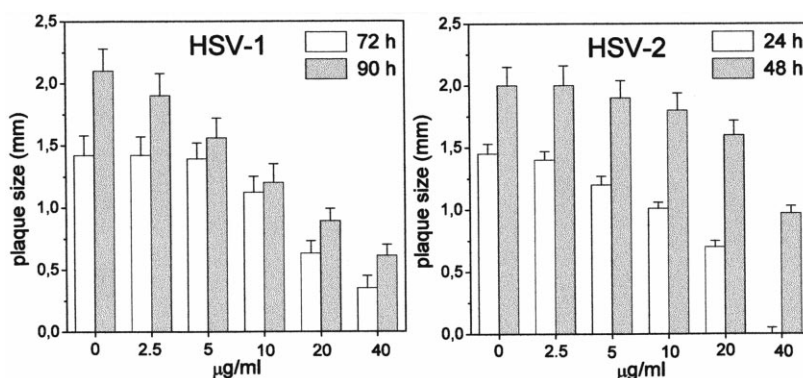 HSV-1
72 h
90 h
plaque size (mm)
2,5
2,0
1,5
1,0
0,5
0,0
0 2.5 5 10 20 40
µg/ml
HSV-2
24 h
48 h
plaque size (mm)
2,5
2,0
1,5
1,0
0,5
0,0
0 2.5 5 10 20 40
µg/ml